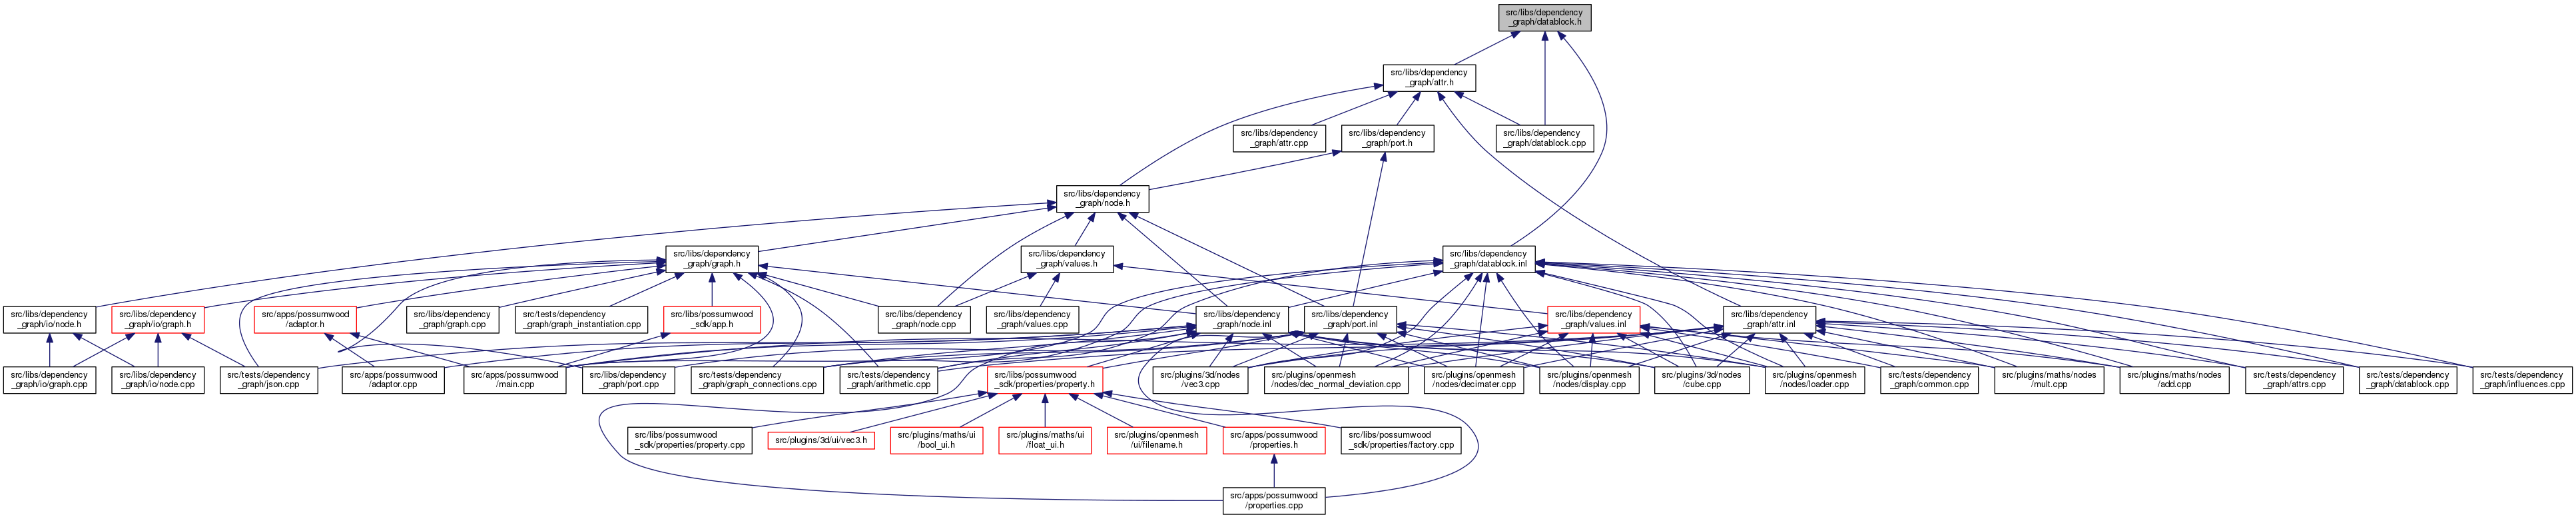 src/libs/dependency
_graph/datablock.h
src/libs/dependency
_graph/attr.h
src/libs/dependency
_graph/attr.cpp
src/libs/dependency
_graph/port.h
src/libs/dependency
_graph/datablock.cpp
src/libs/dependency
_graph/node.h
src/libs/dependency
_graph/graph.h
src/libs/dependency
_graph/values.h
src/libs/dependency
_graph/datablock.inl
src/libs/dependency
_graph/io/node.h
src/libs/dependency
_graph/io/graph.h
src/apps/possumwood
/adaptor.h
src/libs/dependency
_graph/graph.cpp
src/tests/dependency
_graph/graph_instantiation.cpp
src/libs/possumwood
_sdk/app.h
src/libs/dependency
_graph/node.cpp
src/libs/dependency
_graph/values.cpp
src/libs/dependency
_graph/node.inl
src/libs/dependency
_graph/port.inl
src/libs/dependency
_graph/values.inl
src/libs/dependency
_graph/attr.inl
src/libs/dependency
_graph/io/graph.cpp
src/libs/dependency
_graph/io/node.cpp
src/tests/dependency
_graph/json.cpp
src/apps/possumwood
/adaptor.cpp
src/apps/possumwood
/main.cpp
src/libs/dependency
_graph/port.cpp
src/tests/dependency
_graph/graph_connections.cpp
src/tests/dependency
_graph/arithmetic.cpp
src/libs/possumwood
_sdk/properties/property.h
src/plugins/3d/nodes
/vec3.cpp
src/plugins/openmesh
/nodes/dec_normal_deviation.cpp
src/plugins/openmesh
/nodes/decimater.cpp
src/plugins/openmesh
/nodes/display.cpp
src/plugins/3d/nodes
/cube.cpp
src/plugins/openmesh
/nodes/loader.cpp
src/tests/dependency
_graph/common.cpp
src/plugins/maths/nodes
/mult.cpp
src/plugins/maths/nodes
/add.cpp
src/tests/dependency
_graph/attrs.cpp
src/tests/dependency
_graph/datablock.cpp
src/tests/dependency
_graph/influences.cpp
src/libs/possumwood
_sdk/properties/property.cpp
src/plugins/3d/ui/vec3.h
src/plugins/maths/ui
/bool_ui.h
src/plugins/maths/ui
/float_ui.h
src/plugins/openmesh
/ui/filename.h
src/apps/possumwood
/properties.h
src/libs/possumwood
_sdk/properties/factory.cpp
src/apps/possumwood
/properties.cpp